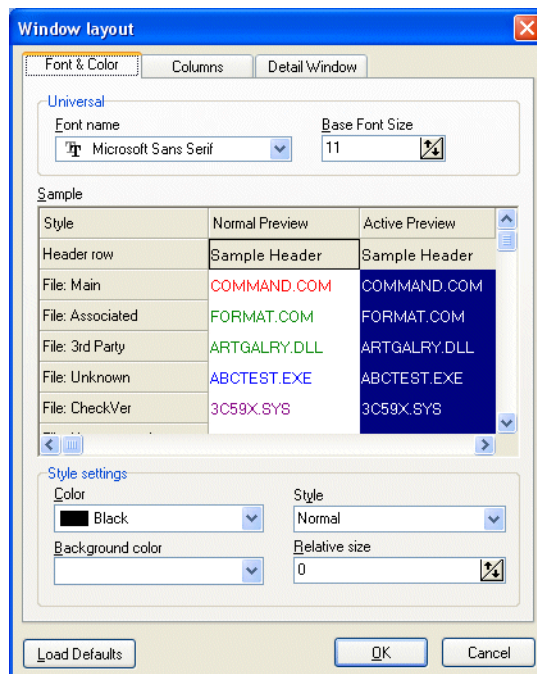 Window layout
Font & Color Columns Detail Window
Universal
Font name Base Font Size
Microsoft Sans Serif 11
Sample
Style Normal Preview Active Preview
Header row Sample Header Sample Header
File: Main COMMAND.COM COMMAND.COM
File: Associated FORMAT.COM FORMAT.COM
File: 3rd Party ARTGALRY.DLL ARTGALRY.DLL
File: Unknown ABCTEST.EXE ABCTEST.EXE
File: CheckVer 3C59X.SYS 3C59X.SYS
Style settings
Color Style
Black Normal
Background color Relative size
0
Load Defaults OK Cancel